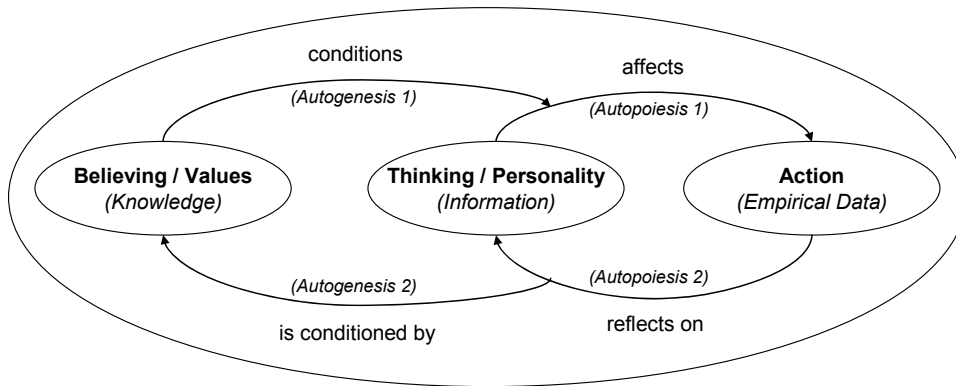 conditions
affects
(Autogenesis 1)
(Autopoiesis 1)
Believing / Values
(Knowledge)
Thinking / Personality
(Information)
Action
(Empirical Data)
(Autogenesis 2)
(Autopoiesis 2)
is conditioned by
reflects on